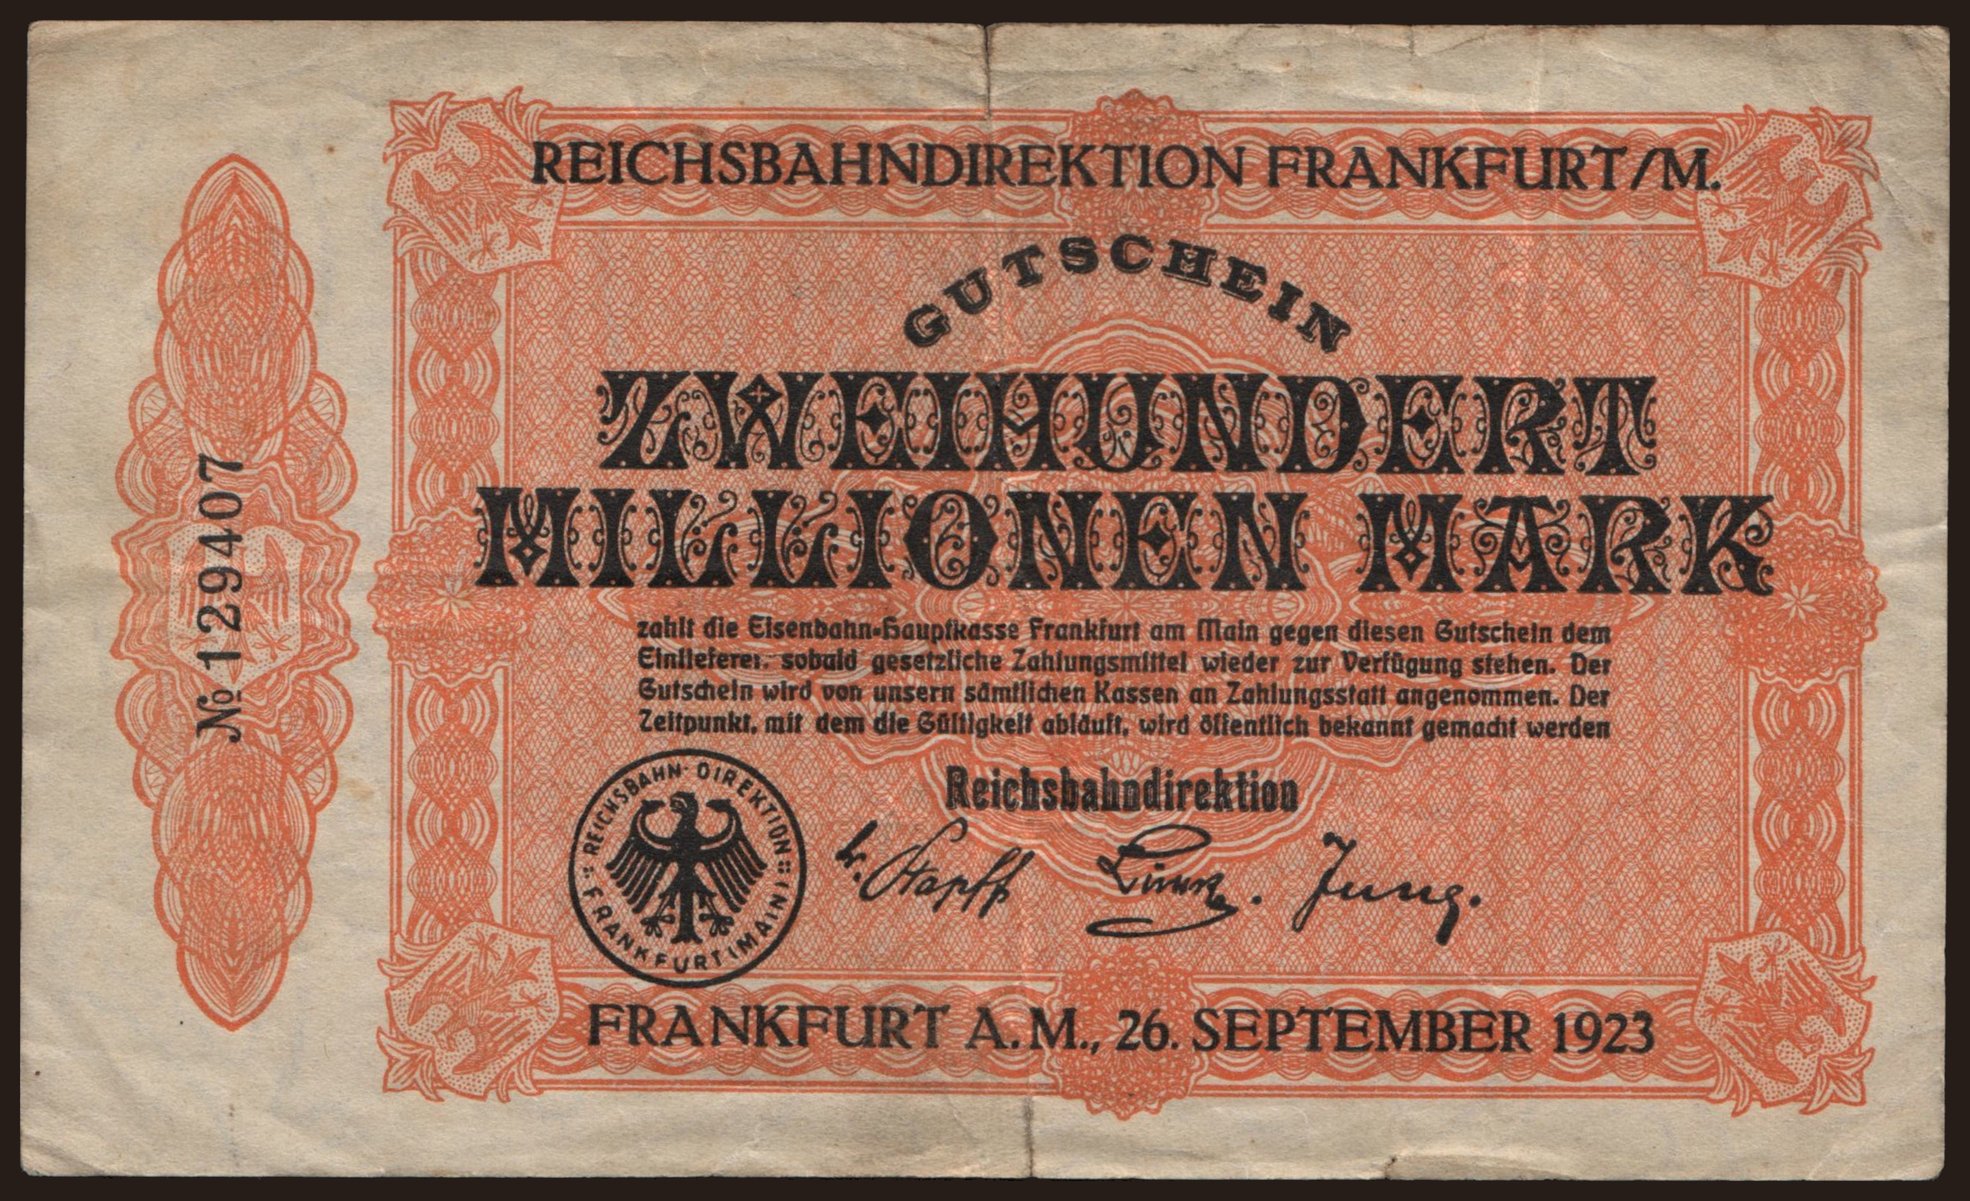 REICHSBAHNDIREKTION FRANKFURT/M.
GUTSCHEIN
ZWEIHUNDERT
MILLIONEN MARK
zahlt die Eisenbahn-Hauptkasse Frankfurt am Main gegen diesen Gutschein dem
Einlieferer, sobald gesetzliche Zahlungsmittel wieder zur Verfügung stehen. Der
Gutschein wird von unsern sämtlichen Kassen an Zahlungsstatt angenommen. Der
Zeitpunkt, mit dem die Gültigkeit abläuft, wird öffentlich bekannt gemacht werden
Reichsbahndirektion
Jung.
REICHSBAHN-DIREKTION
FRANKFURT (MAIN)
FRANKFURT A.M., 26. SEPTEMBER 1923
№ 129407